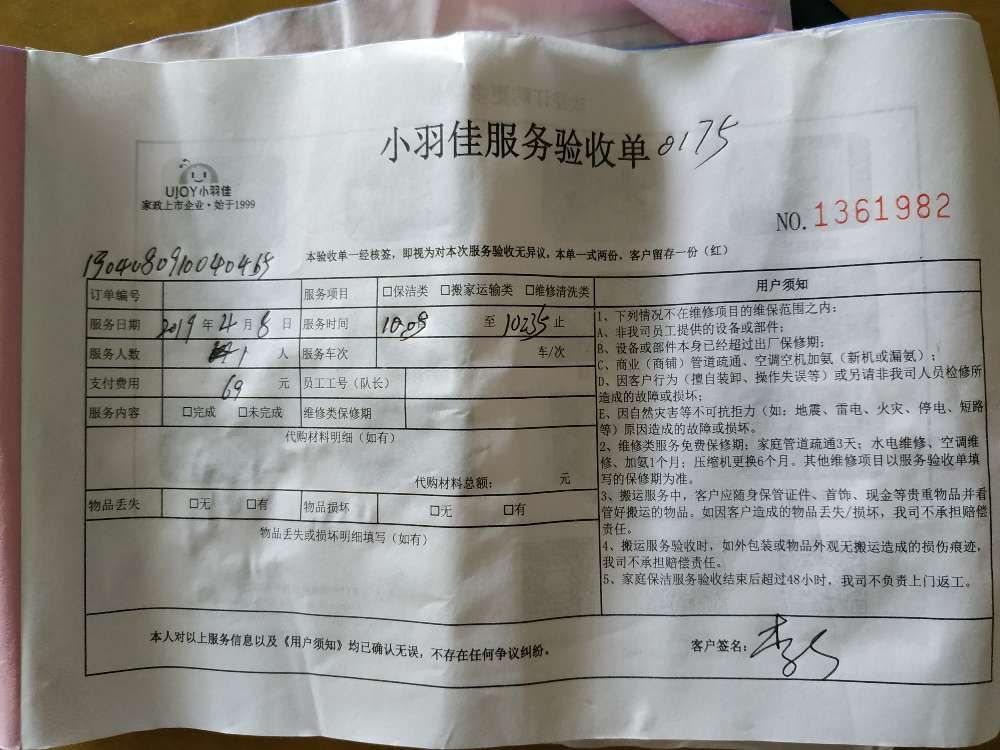 小羽佳服务验收单 0175
UJOY小羽佳
家政上市企业·始于1999
NO.1361982
本验收单一经核签，即视为对本次服务验收无异议，本单一式两份，客户留存一份（红）
1904080910040468
订单编号 服务项目 □保洁类 □搬家运输类 □维修清洗类
服务日期 2019年4月8日 服务时间 10:09 至 10:35 止
服务人数 1 人 服务车次 车/次
支付费用 69 元 员工工号（队长）
服务内容 □完成 □未完成 维修类保修期
代购材料明细（如有）
代购材料总额： 元
物品丢失 □无 □有 物品损坏 □无 □有
物品丢失或损坏明细填写（如有）
用户须知
1、下列情况不在维修项目的维保范围之内：
A、非我司员工提供的设备或部件；
B、设备或部件本身已经超过出厂保修期；
C、商业（商铺）管道疏通、空调空机加氨（新机或漏氨）；
D、因客户行为（擅自装卸、操作失误等）或另请非我司人员检修所
造成的故障或损坏；
E、因自然灾害等不可抗拒力（如：地震、雷电、火灾、停电、短路
等）原因造成的故障或损坏。
2、维修类服务免费保修期：家庭管道疏通3天；水电维修、空调维
修、加氨1个月；压缩机更换6个月。其他维修项目以服务验收单填
写的保修期为准。
3、搬运服务中，客户应随身保管证件、首饰、现金等贵重物品并看
管好搬运的物品。如因客户造成的物品丢失/损坏，我司不承担赔偿
责任。
4、搬运服务验收时，如外包装或物品外观无搬运造成的损伤痕迹，
我司不承担赔偿责任。
5、家庭保洁服务验收结束后超过48小时，我司不负责上门返工。
本人对以上服务信息以及《用户须知》均已确认无误，不存在任何争议纠纷。
客户签名：